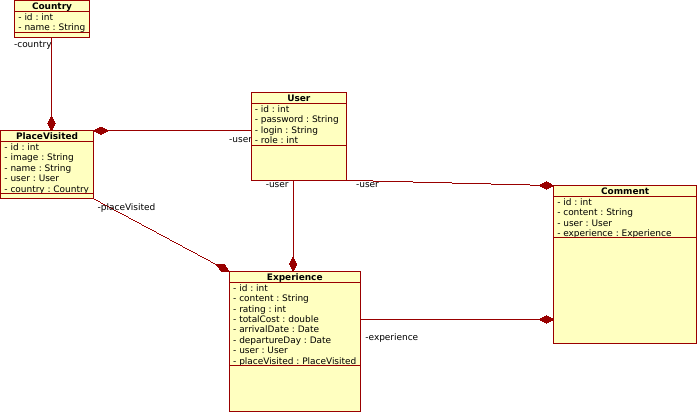 Country
- id : int
- name : String
-country
PlaceVisited
- id : int
- image : String
- name : String
- user : User
- country : Country
-placeVisited
User
- id : int
- password : String
- login : String
- role : int
-user
-user
-user
Comment
- id : int
- content : String
- user : User
- experience : Experience
Experience
- id : int
- content : String
- rating : int
- totalCost : double
- arrivalDate : Date
- departureDay : Date
- user : User
- placeVisited : PlaceVisited
-experience